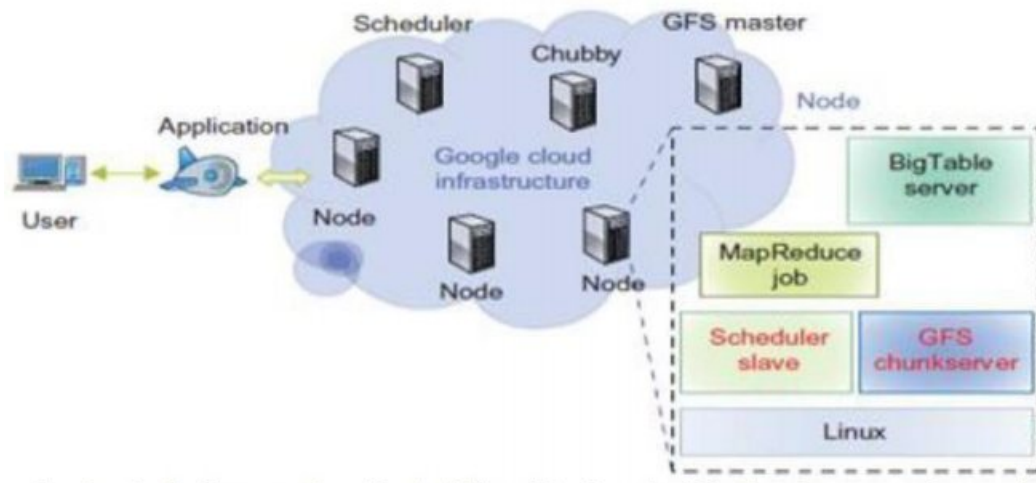 Scheduler
GFS master
Chubby
Node
Application
Google cloud
infrastructure
BigTable
server
User
Node
MapReduce
job
Node
Node
Scheduler
slave
GFS
chunkserver
Linux